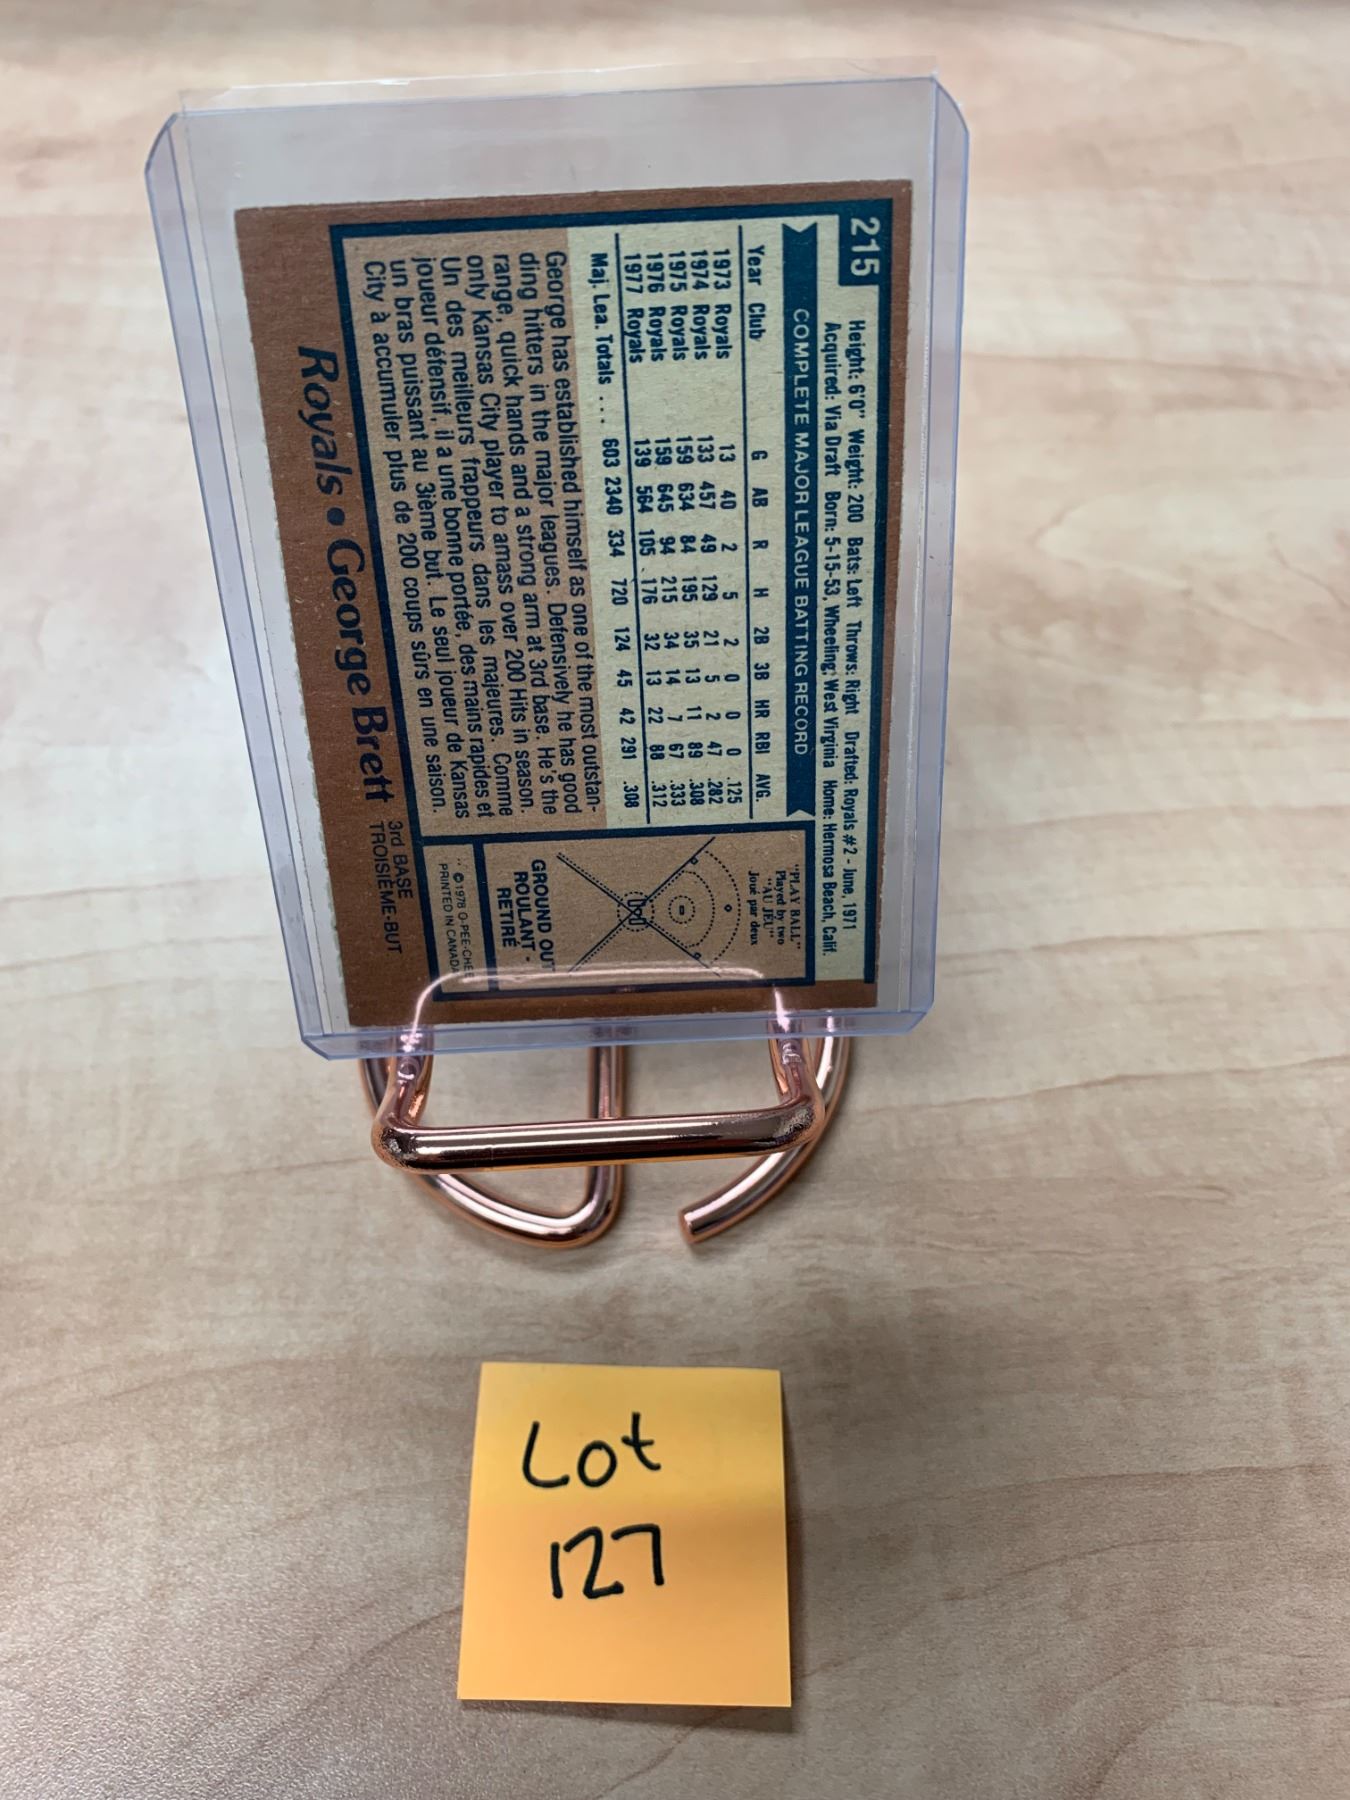 215
Height: 6'0" Weight: 200 Bats: Left Throws: Right Drafted: Royals #2 - June, 1971
Acquired: Via Draft Born: 5-15-53, Wheeling, West Virginia Home: Hermosa Beach, Calif.
COMPLETE MAJOR LEAGUE BATTING RECORD
Year Club G AB R H 2B 3B HR RBI AVG.
1973 Royals 13 40 2 5 2 0 0 0 .125
1974 Royals 133 457 49 129 21 5 2 47 .282
1975 Royals 159 634 84 195 35 13 11 89 .308
1976 Royals 159 645 94 215 34 14 7 67 .333
1977 Royals 139 564 105 176 32 13 22 88 .312
Maj. Lea. Totals ... 603 2340 334 720 124 45 42 291 .308
George has established himself as one of the most outstan-
ding hitters in the major leagues. Defensively he has good
range, quick hands and a strong arm at 3rd base. He's the
only Kansas City player to amass over 200 Hits in season.
Un des meilleurs frappeurs dans les majeures. Comme
joueur défensif, il a une bonne portée, des mains rapides et
un bras puissant au 3ième but. Le seul joueur de Kansas
City à accumuler plus de 200 coups sûrs en une saison.
"PLAY BALL"
Played by two
"AU JEU"
Joué par deux
GROUND OUT
ROULANT -
RETIRÉ
©1978 O-PEE-CHEE
PRINTED IN CANADA
Royals • George Brett
3rd BASE
TROISIÈME-BUT
Lot
127